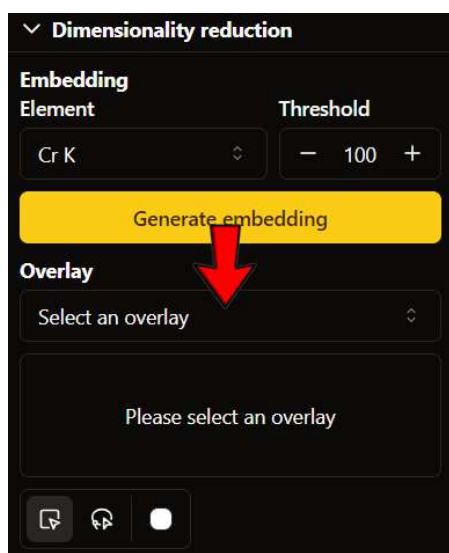 Dimensionality reduction
Embedding
Element Threshold
Cr K − 100 +
Generate embedding
Overlay
Select an overlay
Please select an overlay